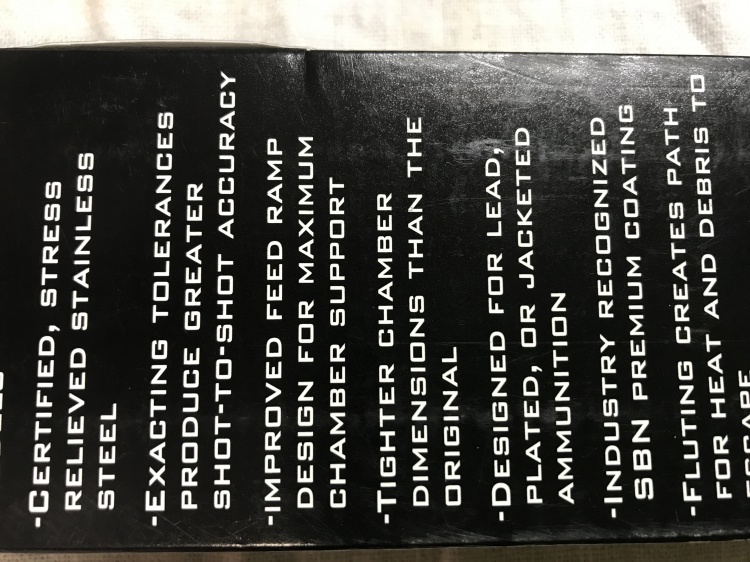 -Certified, stress
relieved stainless
steel
-Exacting tolerances
produce greater
shot-to-shot accuracy
-Improved feed ramp
design for maximum
chamber support
-Tighter chamber
dimensions than the
original
-Designed for lead,
plated, or jacketed
ammunition
-Industry recognized
SBN premium coating
-Fluting creates path
for heat and debris to